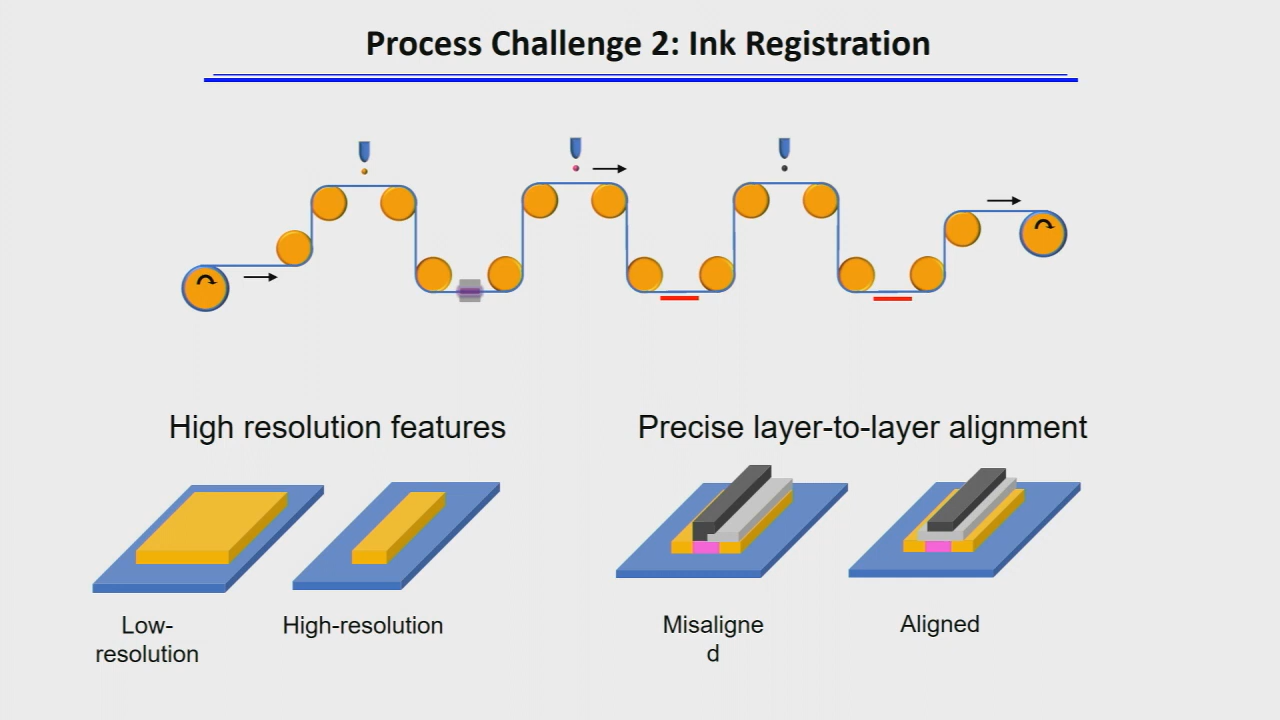 Process Challenge 2: Ink Registration
High resolution features
Precise layer-to-layer alignment
Low-
resolution
High-resolution
Misaligne
d
Aligned